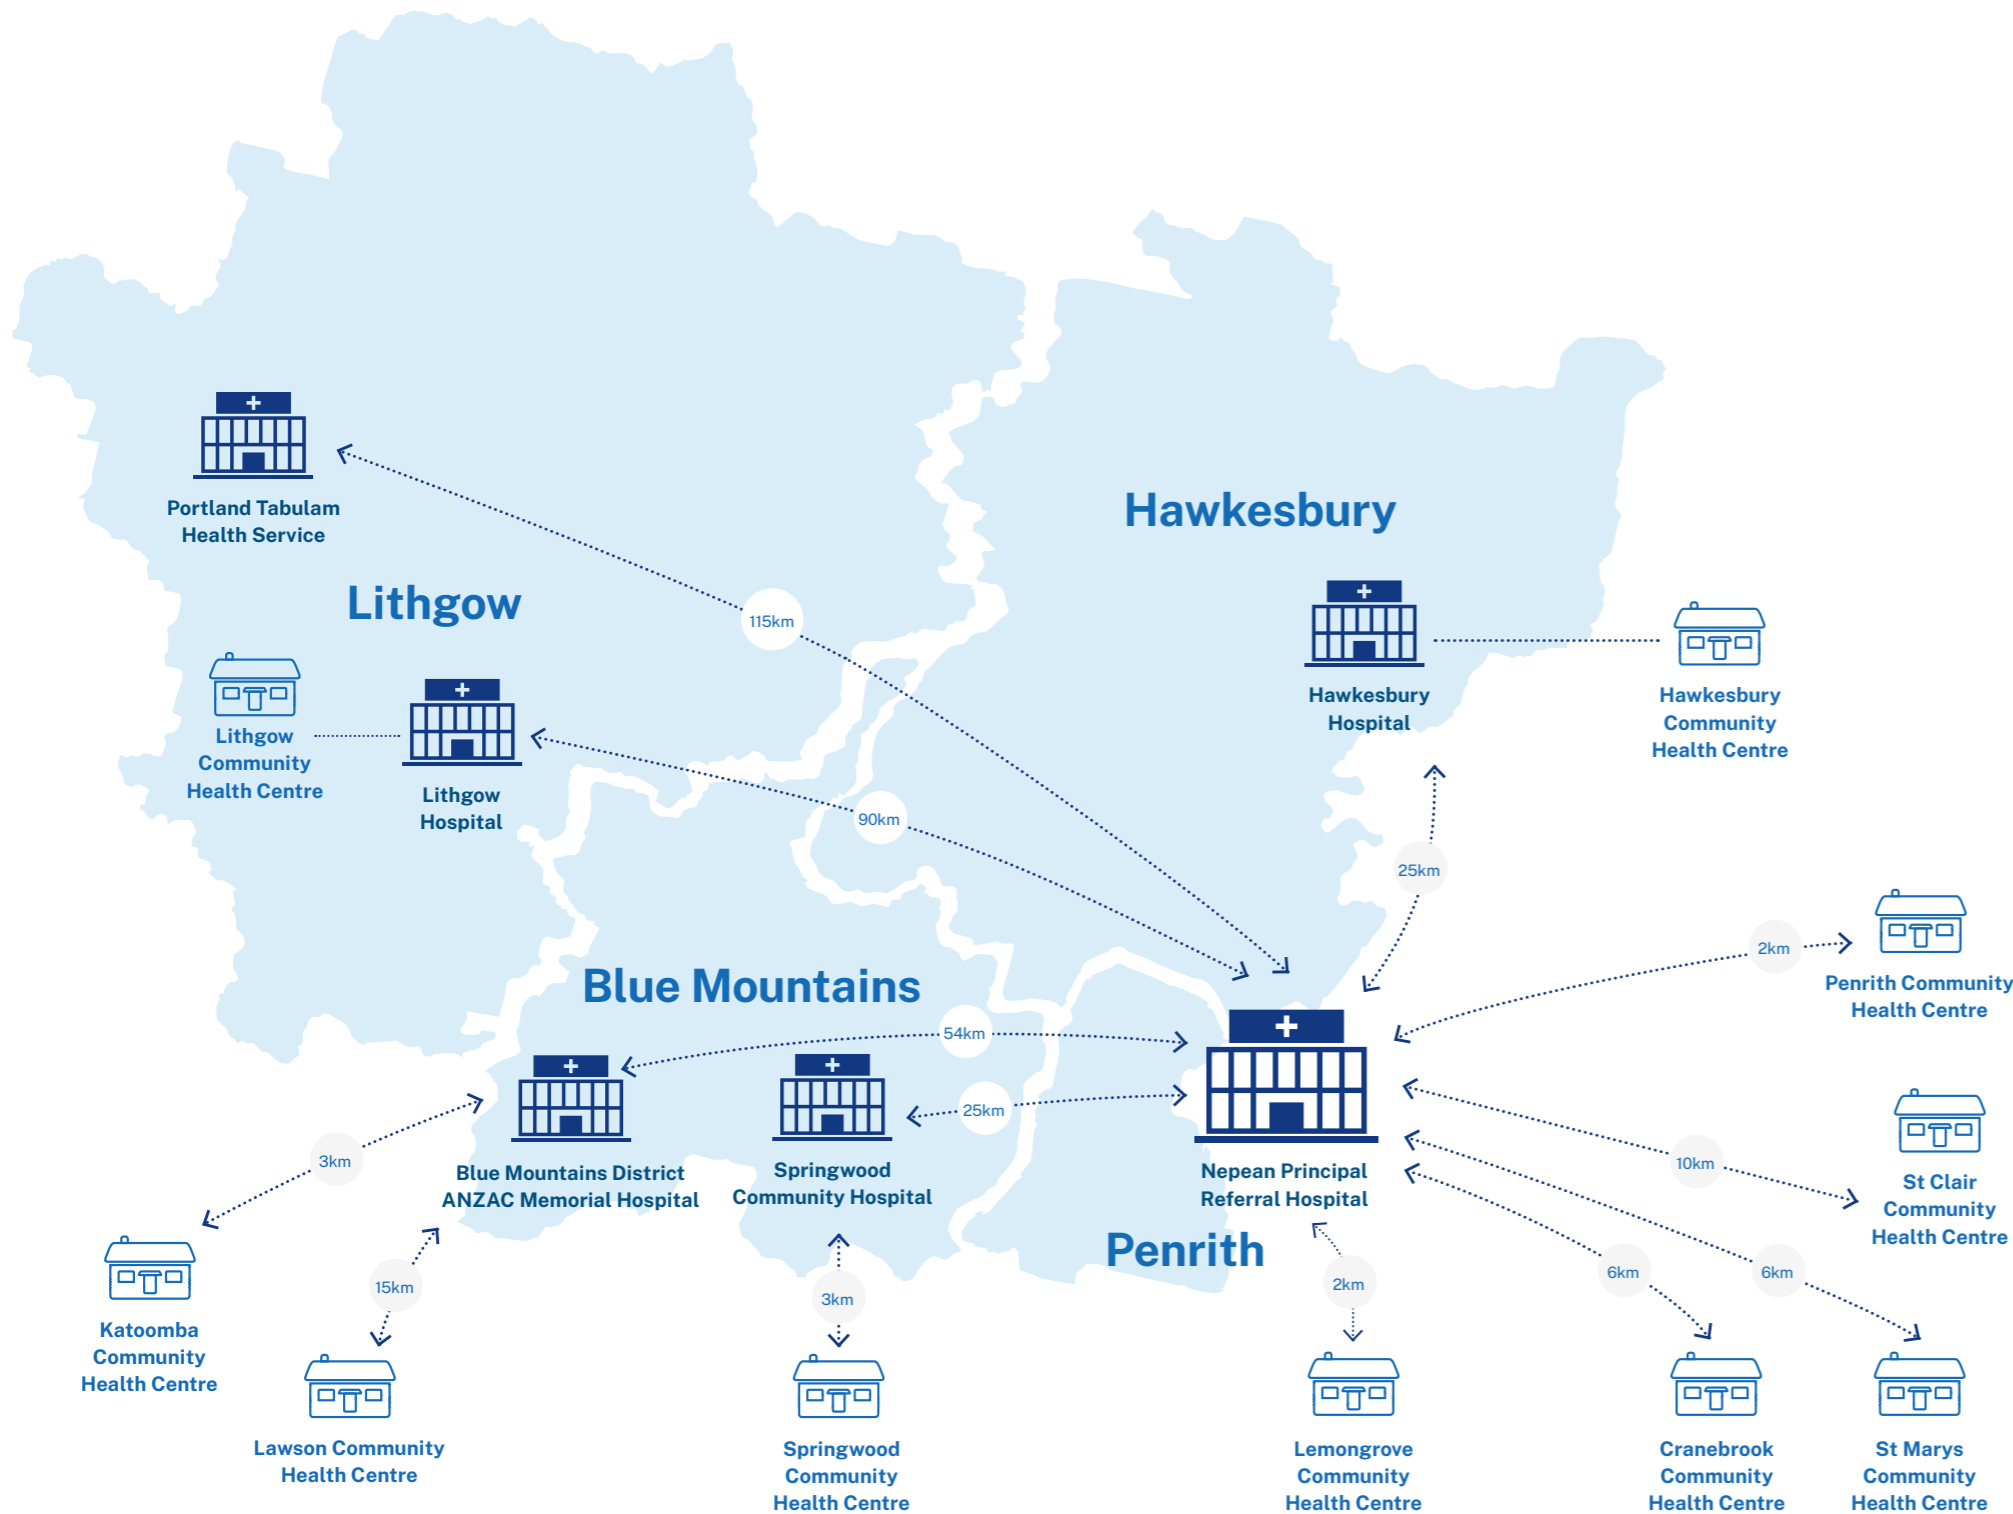 Portland Tabulam
Health Service
Lithgow
115km
Hawkesbury
Hawkesbury
Hospital
Hawkesbury
Community
Health Centre
Lithgow
Community
Health Centre
Lithgow
Hospital
90km
25km
2km
Penrith Community
Health Centre
Blue Mountains
54km
25km
3km
Blue Mountains District
ANZAC Memorial Hospital
Springwood
Community Hospital
Nepean Principal
Referral Hospital
Penrith
10km
St Clair
Community
Health Centre
15km
3km
2km
6km
6km
Katoomba
Community
Health Centre
Lawson Community
Health Centre
Springwood
Community
Health Centre
Lemongrove
Community
Health Centre
Cranebrook
Community
Health Centre
St Marys
Community
Health Centre